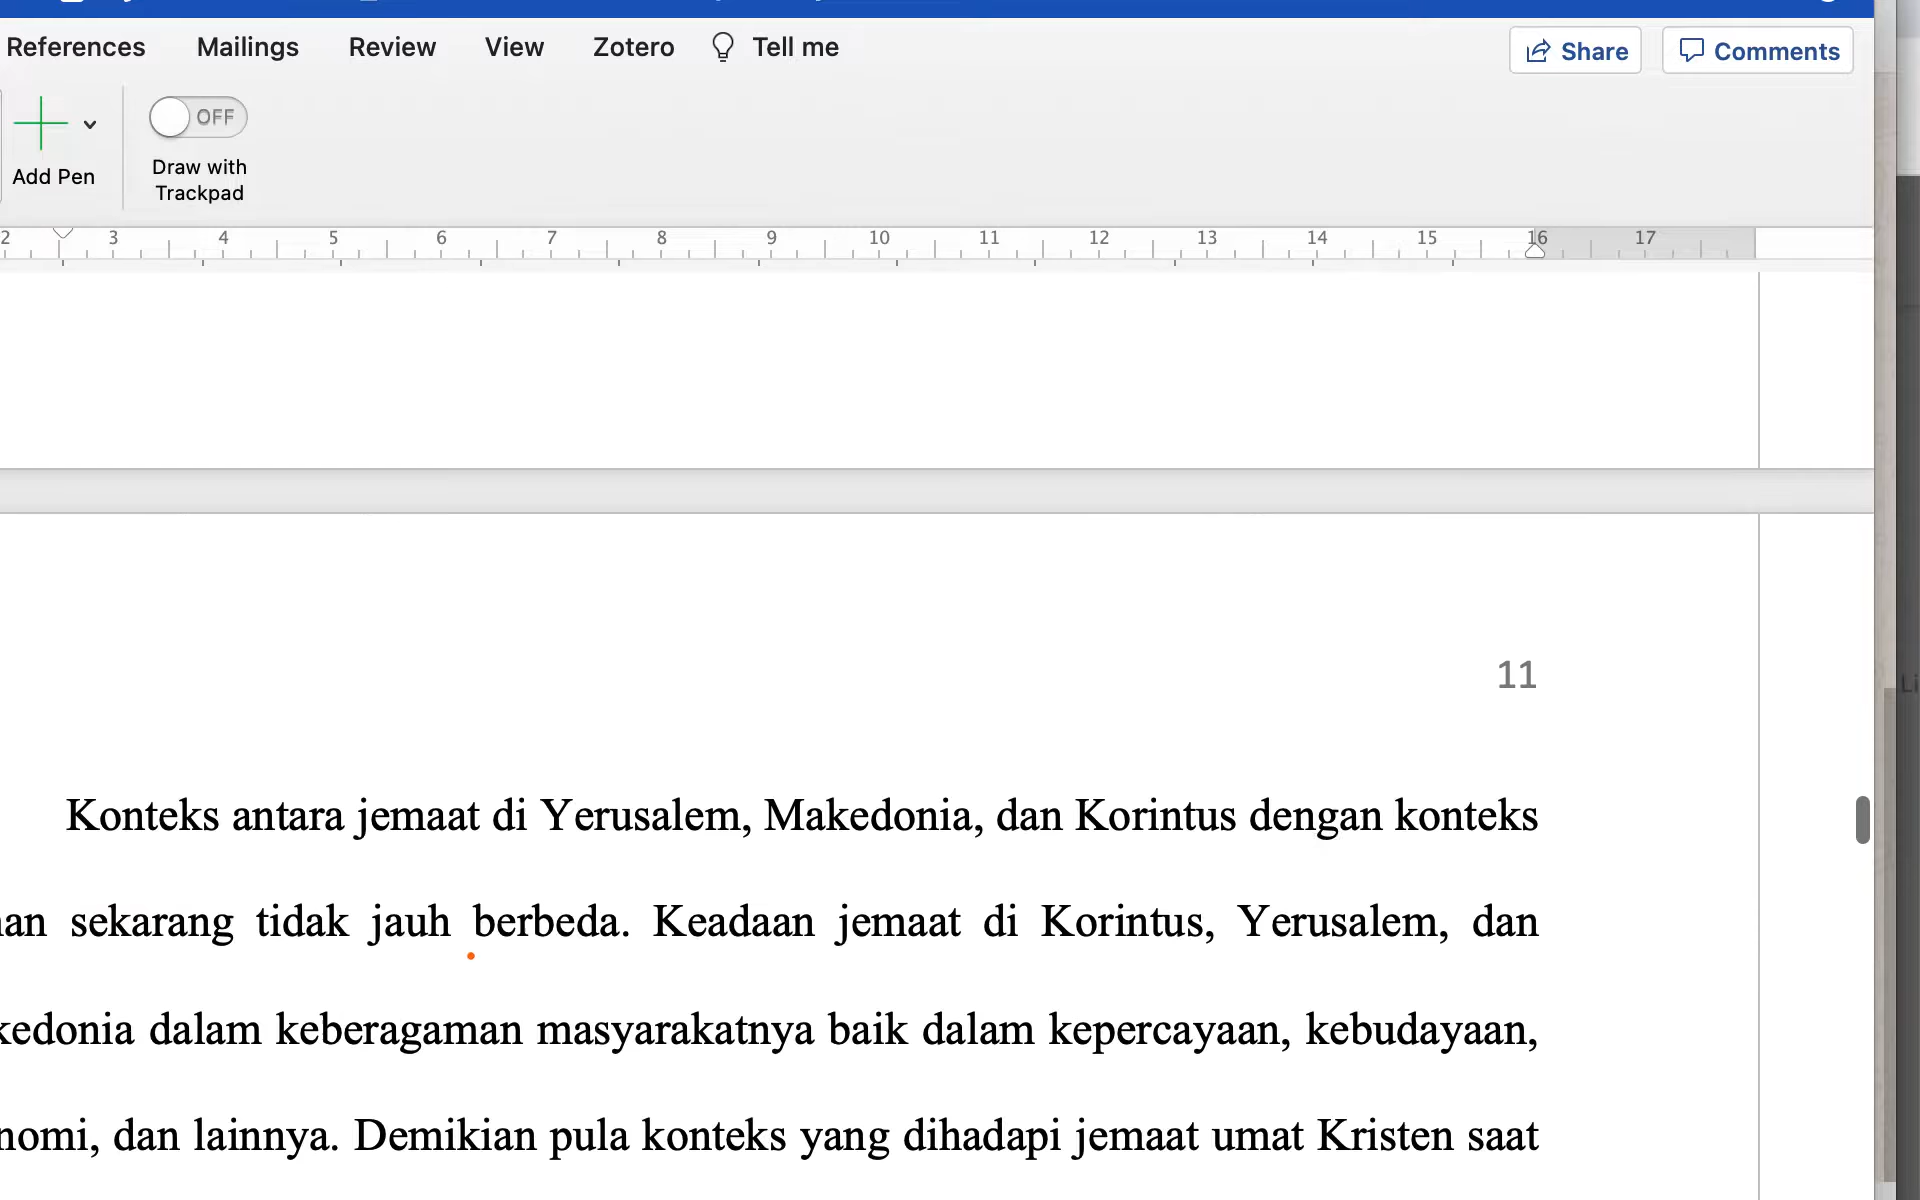 References Mailings Review View Zotero Tell me Share Comments
OFF
Add Pen
Draw with
Trackpad
2 3 4 5 6 7 8 9 10 11 12 13 14 15 16 17
11
Konteks antara jemaat di Yerusalem, Makedonia, dan Korintus dengan konteks
sekarang tidak jauh berbeda. Keadaan jemaat di Korintus, Yerusalem, dan
kedonia dalam keberagaman masyarakatnya baik dalam kepercayaan, kebudayaan,
nomi, dan lainnya. Demikian pula konteks yang dihadapi jemaat umat Kristen saat
Li